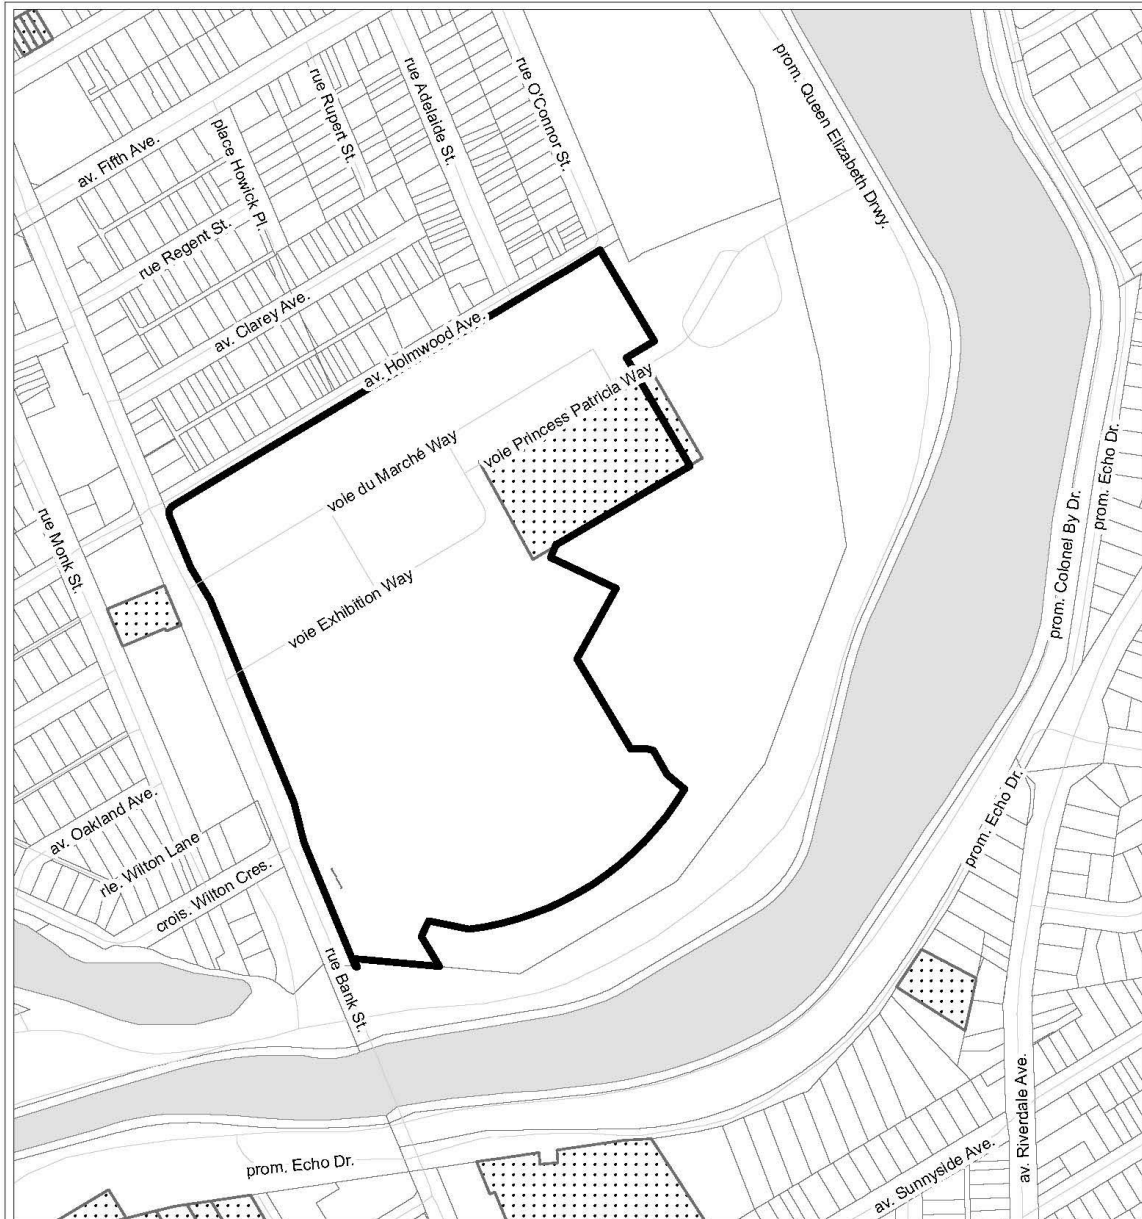 prom. Queen Elizabeth Drwy.
rue O'Connor St.
rue Adelaide St.
rue Rupert St.
place Howick Pl.
av. Fifth Ave.
rue Regent St.
av. Clarey Ave.
av. Holmwood Ave.
voie Princess Patricia Way
voie du Marché Way
voie Exhibition Way
rue Monk St.
prom. Echo Dr.
prom. Colonel By Dr.
av. Oakland Ave.
rle. Wilton Lane
crois. Wilton Cres.
prom. Echo Dr.
rue Bank St.
av. Riverdale Ave.
prom. Echo Dr.
av. Sunnyside Ave.